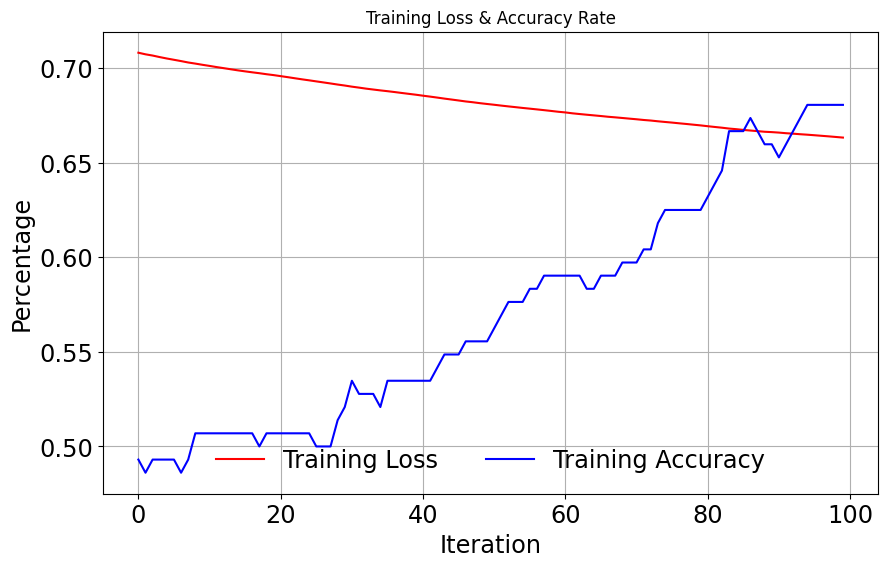 Training Loss & Accuracy Rate
0.70
0.65
0.60
0.55
0.50
Percentage
Training Loss
Training Accuracy
0
20
40
60
80
100
Iteration